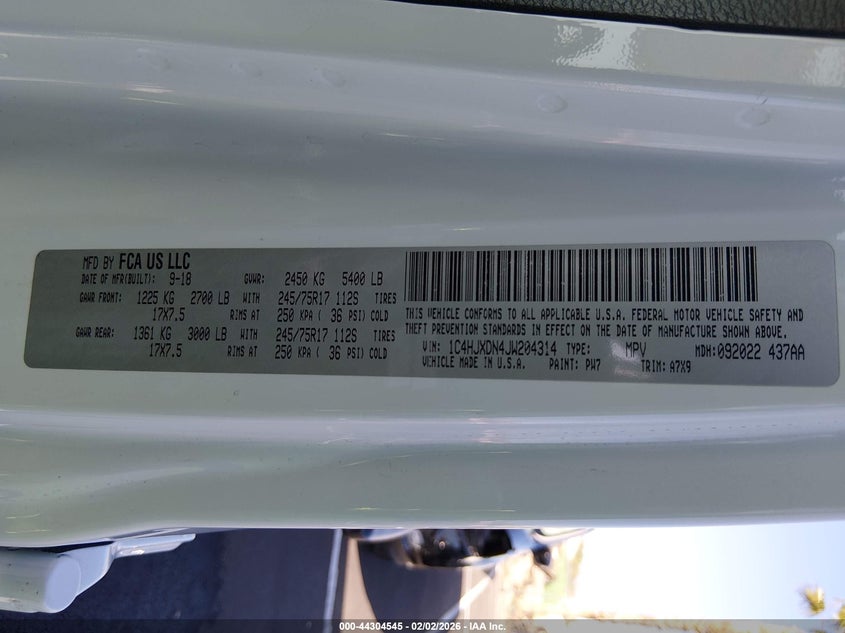 MFD BY FCA US LLC
DATE OF MFR(BUILT): 9-18 GVWR: 2450 KG 5400 LB
GAWR FRONT: 1225 KG 2700 LB WITH 245/75R17 112S TIRES
17X7.5 RIMS AT 250 KPA ( 36 PSI) COLD
GAWR REAR: 1361 KG 3000 LB WITH 245/75R17 112S TIRES
17X7.5 RIMS AT 250 KPA ( 36 PSI) COLD
THIS VEHICLE CONFORMS TO ALL APPLICABLE U.S.A. FEDERAL MOTOR VEHICLE SAFETY AND
THEFT PREVENTION STANDARDS IN EFFECT ON THE DATE OF MANUFACTURE SHOWN ABOVE.
VIN: 1C4HJXDN4JW204314 TYPE: MPV MDH: 092022 437AA
VEHICLE MADE IN U.S.A. PAINT: PW7 TRIM: A7X9
000-44304545 - 02/02/2026 - IAA Inc.